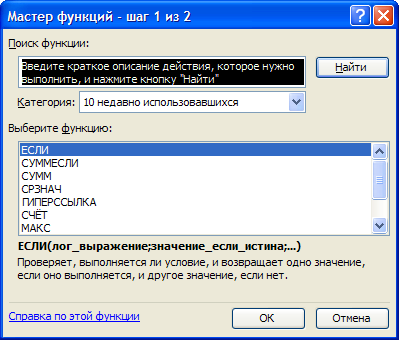 Мастер функций - шаг 1 из 2
Поиск функции:
Введите краткое описание действия, которое нужно
выполнить, и нажмите кнопку "Найти"
Найти
Категория: 10 недавно использовавшихся
Выберите функцию:
ЕСЛИ
СУММЕСЛИ
СУММ
СРЗНАЧ
ГИПЕРССЫЛКА
СЧЁТ
МАКС
ЕСЛИ(лог_выражение;значение_если_истина;...)
Проверяет, выполняется ли условие, и возвращает одно значение,
если оно выполняется, и другое значение, если нет.
Справка по этой функции
ОК
Отмена